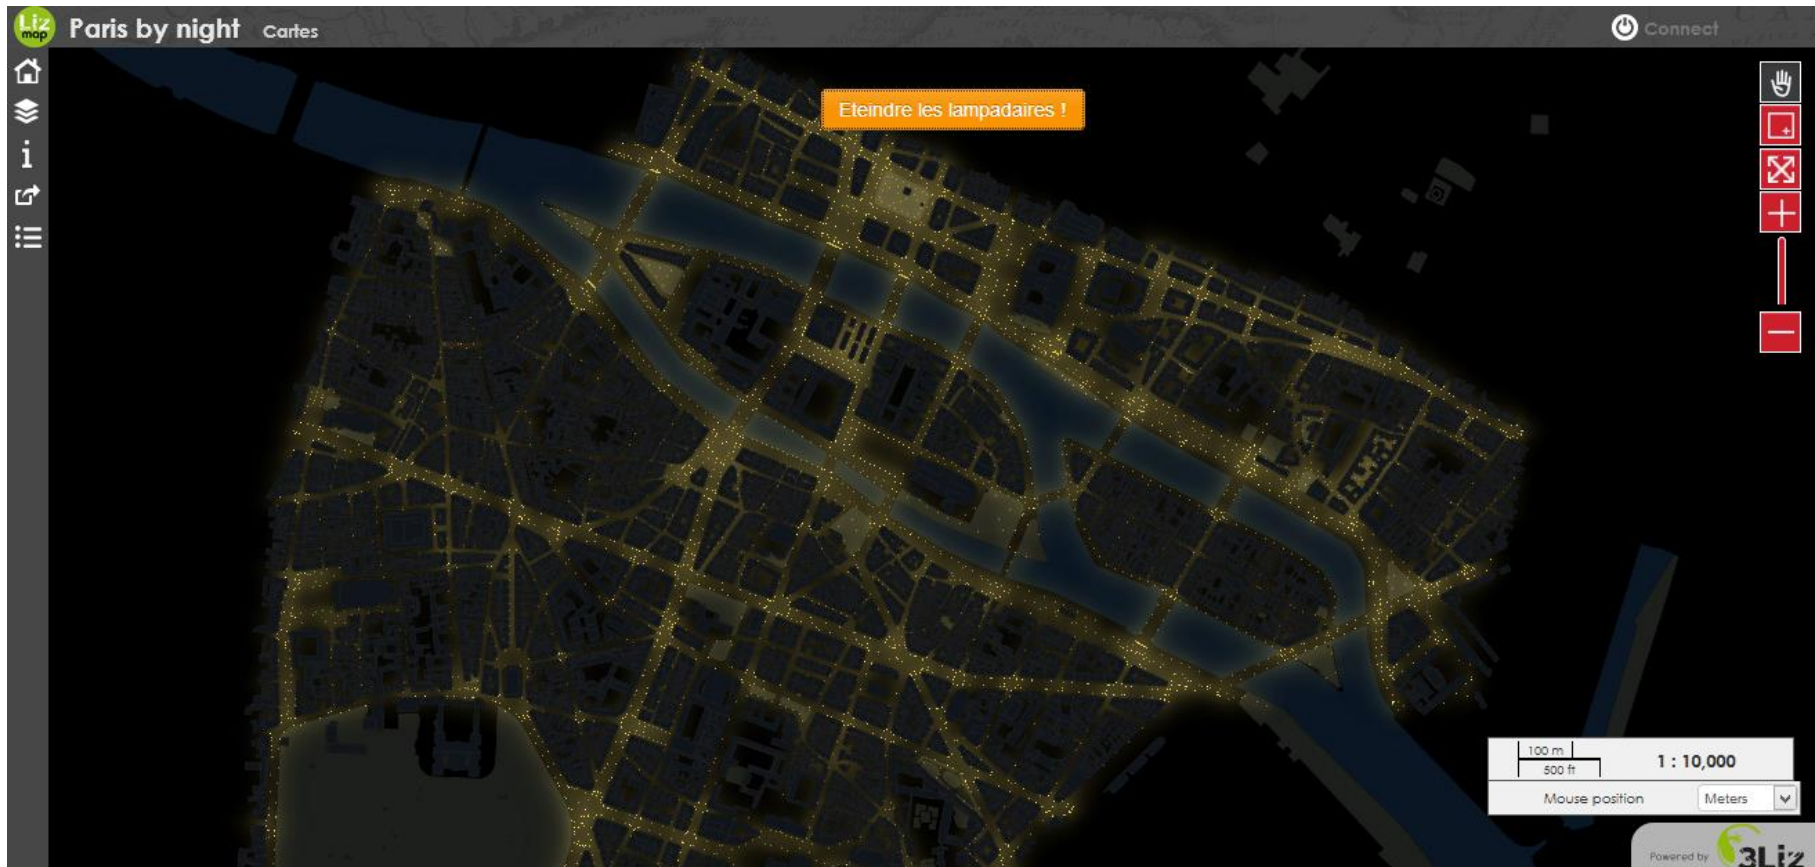 Liz
map
Paris by night Cartes
Connect
Eteindre les lampadaires !
i
100 m
500 ft
1 : 10,000
Mouse position
Meters
Powered by 3Liz